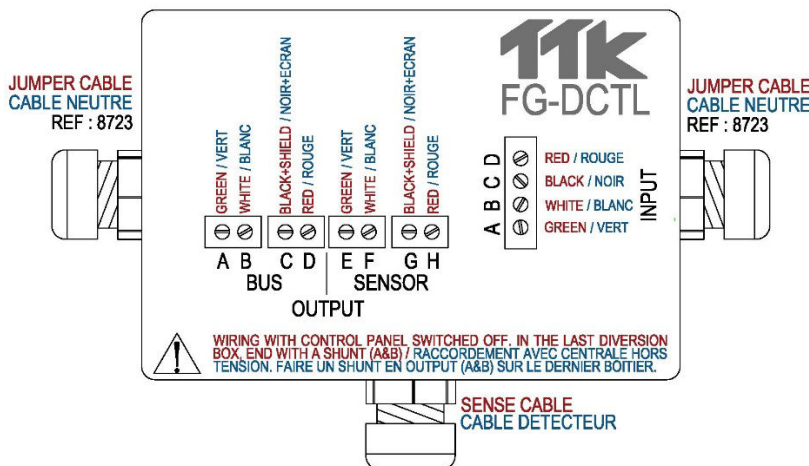 TTK
FG-DCTL
JUMPER CABLE
CABLE NEUTRE
REF : 8723
GREEN / VERT
WHITE / BLANC
BLACK+SHIELD / NOIR+ECRAN
RED / ROUGE
GREEN / VERT
WHITE / BLANC
BLACK+SHIELD / NOIR+ECRAN
RED / ROUGE
A B C D E F G H
BUS SENSOR
OUTPUT
D RED / ROUGE
C BLACK / NOIR
B WHITE / BLANC
A GREEN / VERT
INPUT
JUMPER CABLE
CABLE NEUTRE
REF : 8723
WIRING WITH CONTROL PANEL SWITCHED OFF. IN THE LAST DIVERSION
BOX, END WITH A SHUNT (A&B) / RACCORDEMENT AVEC CENTRALE HORS
TENSION. FAIRE UN SHUNT EN OUTPUT (A&B) SUR LE DERNIER BOITIER.
SENSE CABLE
CABLE DETECTEUR